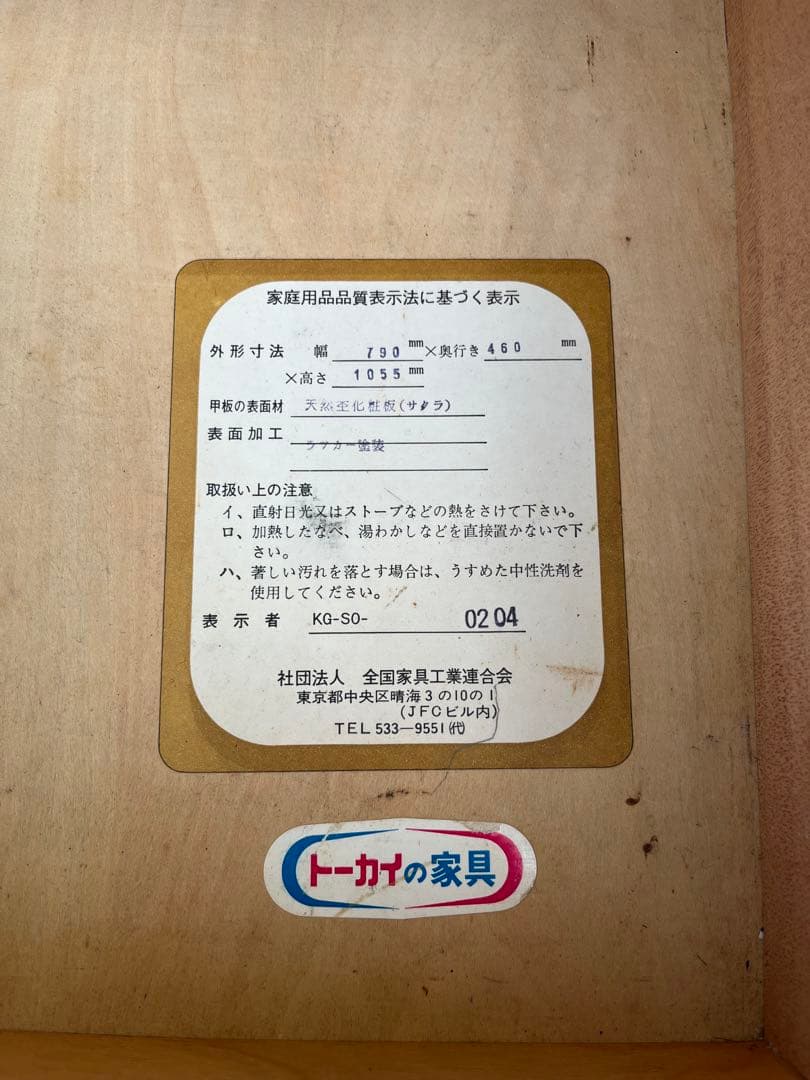 家庭用品品質表示法に基づく表示
外形寸法 幅 790 mm ×奥行き 460 mm
×高さ 1055 mm
甲板の表面材 天然杢化粧板(サクラ)
表面加工 ラッカー塗装
取扱い上の注意
イ、直射日光又はストーブなどの熱をさけて下さい。
ロ、加熱したなべ、湯わかしなどを直接置かないで下
さい。
ハ、著しい汚れを落とす場合は、うすめた中性洗剤を
使用してください。
表示者 KG-SO- 0204
社団法人 全国家具工業連合会
東京都中央区晴海3の10の1
(JFCビル内)
TEL 533—9551(代)
トーカイの家具